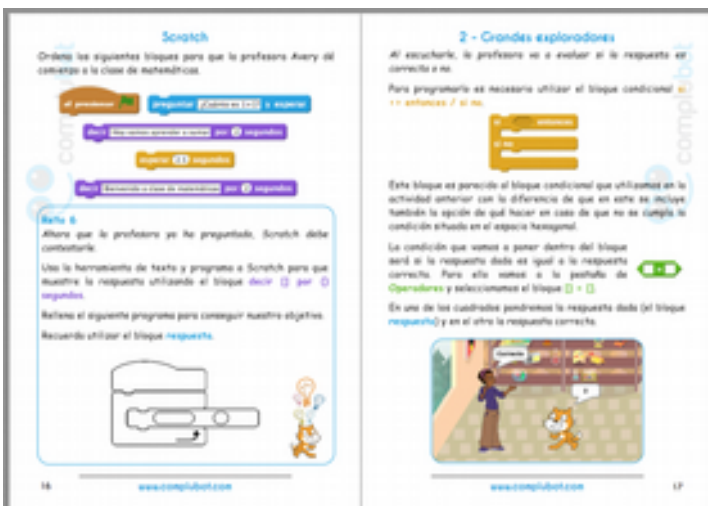 Scratch
Ordena los siguientes bloques para que la profesora Avery dé
comienzo a la clase de matemáticas.
al presionar
preguntar ¿Cuánto es 1+1? y esperar
decir Hoy vamos aprender a sumar por 2 segundos
esperar segundos
decir Bienvenido a clase de matemáticas por 2 segundos
Reto 6
Ahora que la profesora ya ha preguntado, Scratch debe
contestarle.
Usa la herramienta de texto y programa a Scratch para que
muestre la respuesta utilizando el bloque decir [] por []
segundos.
Rellena el siguiente programa para conseguir nuestro objetivo.
Recuerda utilizar el bloque respuesta.
16
www.complubot.com
complubot
2 - Grandes exploradores
Al escucharle, la profesora va a evaluar si la respuesta es
correcta o no.
Para programarlo es necesario utilizar el bloque condicional si
<> entonces / si no.
si entonces
si no
Este bloque es parecido al bloque condicional que utilizamos en la
actividad anterior con la diferencia de que en este se incluye
también la opción de qué hacer en caso de que no se cumpla la
condición situada en el espacio hexagonal.
La condición que vamos a poner dentro del bloque
será si la respuesta dada es igual a la respuesta
correcta. Para ello vamos a la pestaña de
Operadores y seleccionamos el bloque [] = [].
=
En uno de los cuadrados pondremos la respuesta dada (el bloque
respuesta) y en el otro la respuesta correcta.
Correcto
www.complubot.com
17
complubot